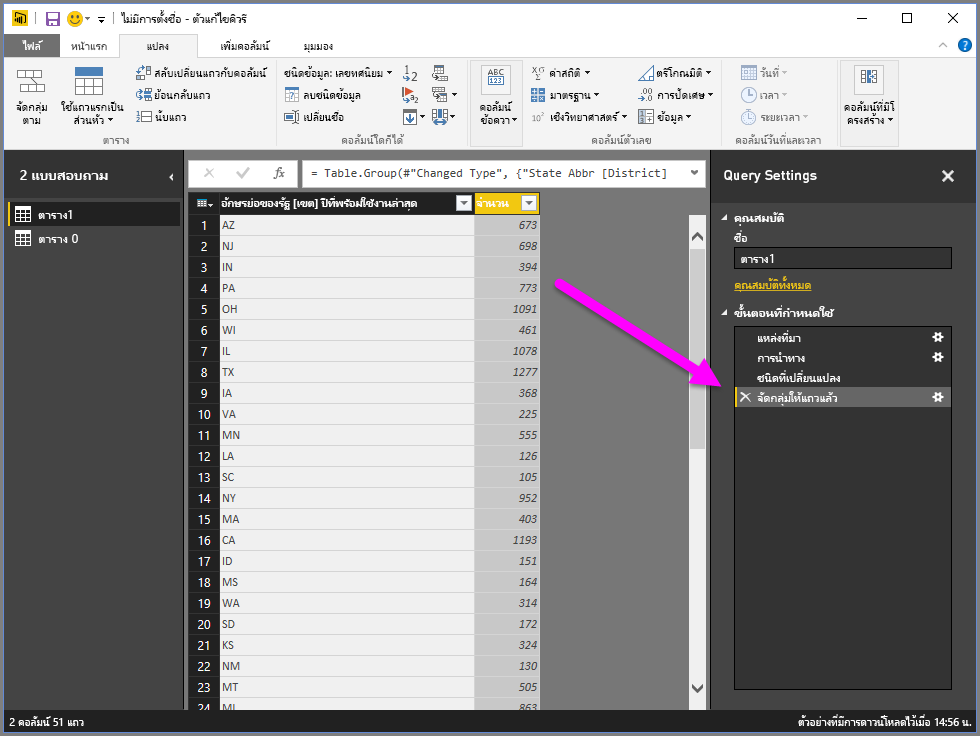 ไม่มีการตั้งชื่อ - ตัวแก้ไขคิวรี
ไฟล์ หน้าแรก แปลง เพิ่มคอลัมน์ มุมมอง
จัดกลุ่ม
ตาม
ใช้แถวแรกเป็น
ส่วนหัว
สลับเปลี่ยนแถวกับคอลัมน์
ย้อนกลับแถว
นับแถว
ตาราง
ชนิดข้อมูล: เลขทศนิยม
ลบชนิดข้อมูล
เปลี่ยนชื่อ
คอลัมน์ใดก็ได้
คอลัมน์
ข้อความ
ค่าสถิติ
มาตรฐาน
เชิงวิทยาศาสตร์
ตรีโกณมิติ
การปัดเศษ
ข้อมูล
คอลัมน์ตัวเลข
วันที่
เวลา
ระยะเวลา
คอลัมน์วันที่และเวลา
คอลัมน์ที่มีโ
ครงสร้าง
2 แบบสอบถาม
ตาราง1
ตาราง 0
fx = Table.Group(#"Changed Type", {"State Abbr [District]
อักษรย่อของรัฐ [เขต] ปีที่พร้อมใช้งานล่าสุด จำนวน
1 AZ 673
2 NJ 698
3 IN 394
4 PA 773
5 OH 1091
6 WI 461
7 IL 1078
8 TX 1277
9 IA 368
10 VA 225
11 MN 555
12 LA 126
13 SC 105
14 NY 952
15 MA 403
16 CA 1193
17 ID 151
18 MS 164
19 WA 314
20 SD 172
21 KS 324
22 NM 130
23 MT 505
24 MI 863
Query Settings
คุณสมบัติ
ชื่อ
ตาราง1
คุณสมบัติทั้งหมด
ขั้นตอนที่กำหนดใช้
แหล่งที่มา
การนำทาง
ชนิดที่เปลี่ยนแปลง
จัดกลุ่มให้แถวแล้ว
2 คอลัมน์ 51 แถว
ตัวอย่างที่มีการดาวน์โหลดไว้เมื่อ 14:56 น.